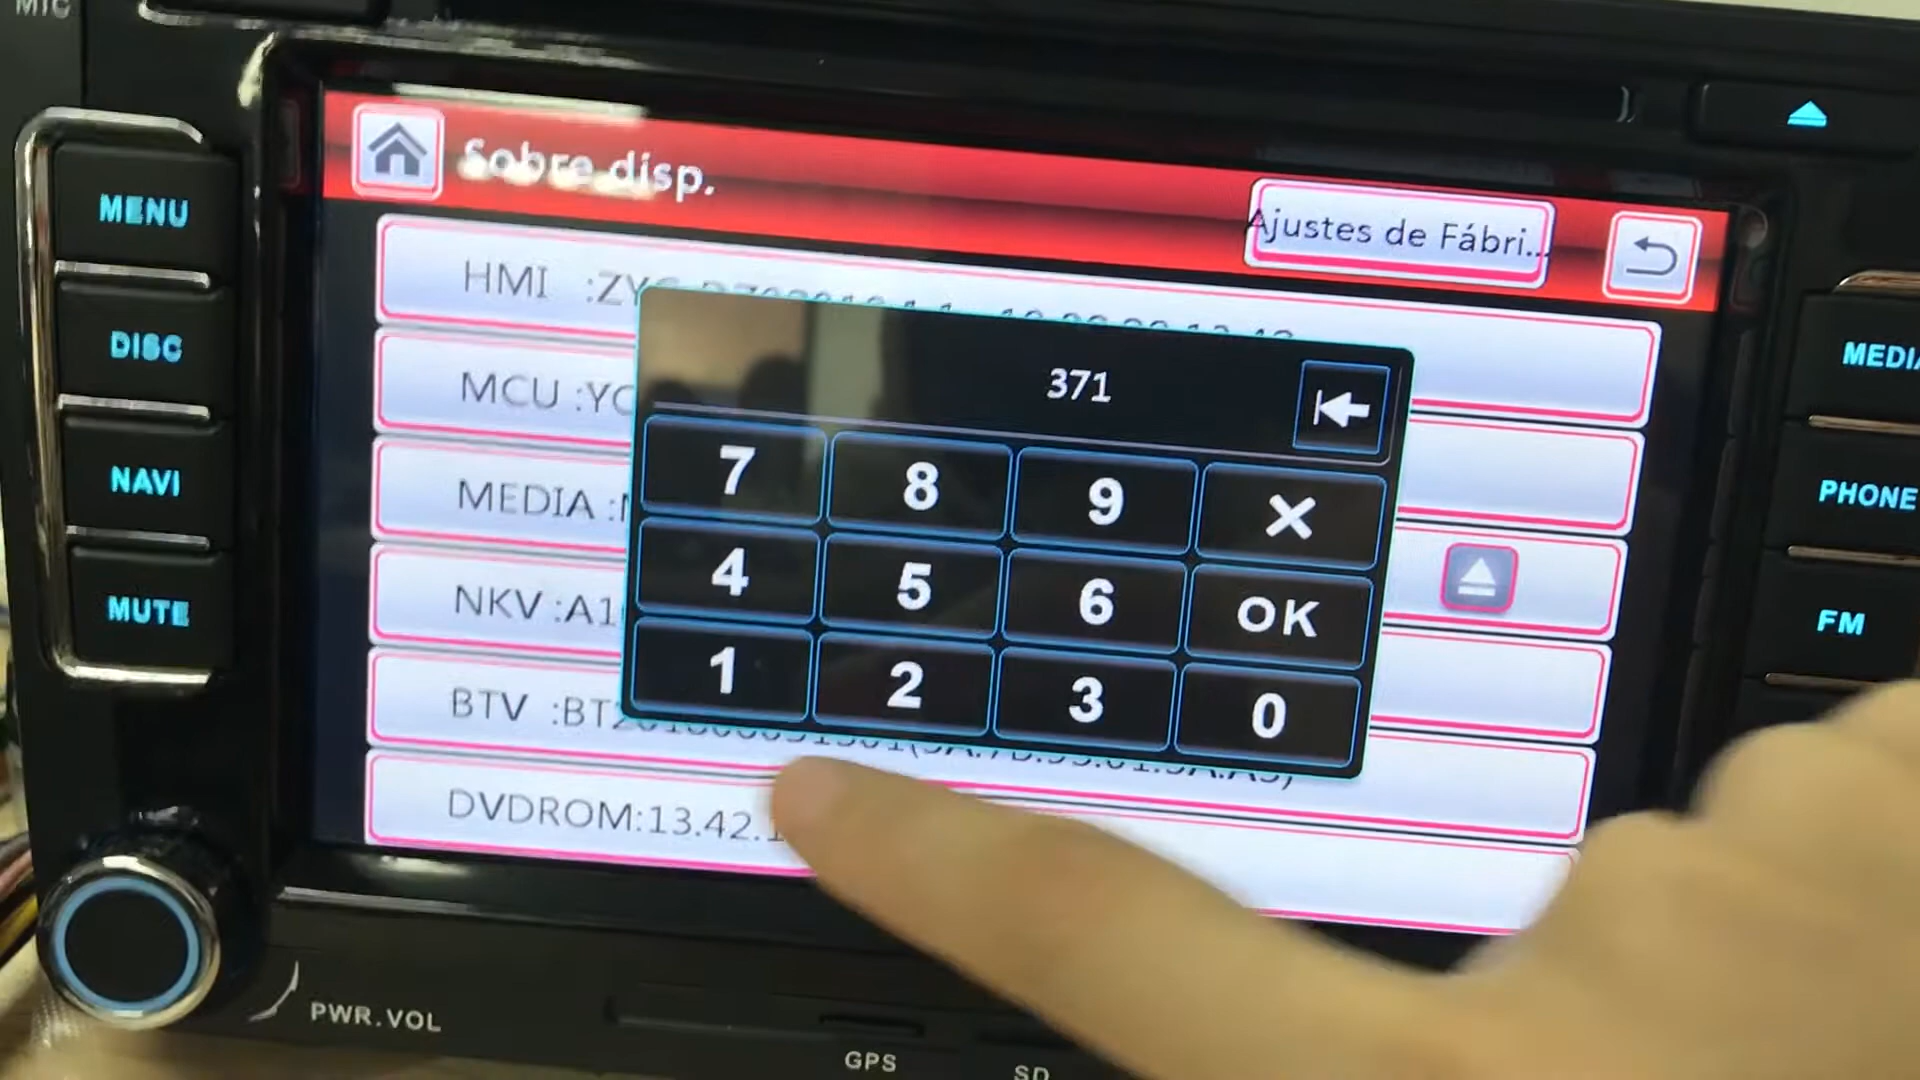 MIC
MENU
DISC
NAVI
MUTE
Sobre disp.
Ajustes de Fábri...
HMI :ZYC
MCU :YC
MEDIA
NKV :A1
BTV :BT
DVDROM:13.42.1
371
7 8 9 X
4 5 6 OK
1 2 3 0
MEDIA
PHONE
FM
PWR.VOL
GPS
SD